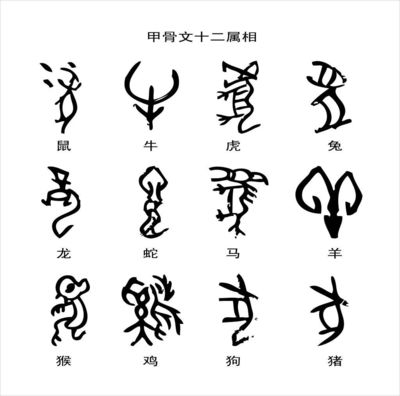 甲骨文十二属相
鼠 牛 虎 兔
龙 蛇 马 羊
猴 鸡 狗 猪